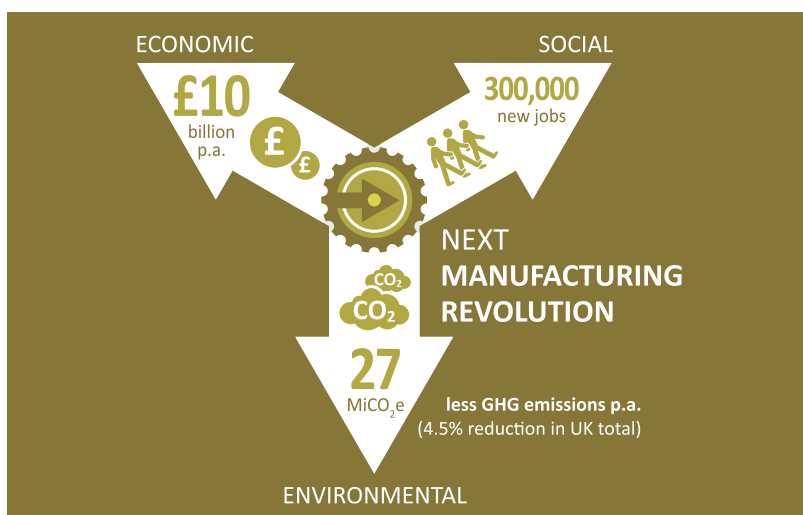 ECONOMIC
£10
billion
p.a.
£
£
SOCIAL
300,000
new jobs
NEXT
MANUFACTURING
REVOLUTION
CO₂
CO₂
27
MiCO₂e
less GHG emissions p.a.
(4.5% reduction in UK total)
ENVIRONMENTAL